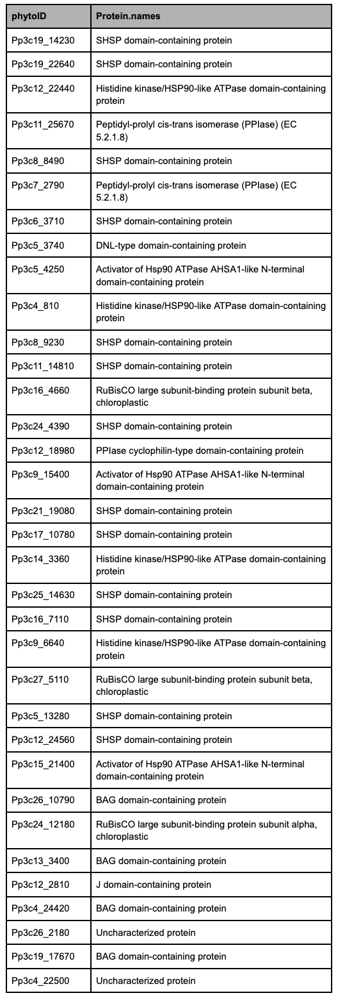 phytoID Protein.names
Pp3c19_14230 SHSP domain-containing protein
Pp3c19_22640 SHSP domain-containing protein
Pp3c12_22440 Histidine kinase/HSP90-like ATPase domain-containing
protein
Pp3c11_25670 Peptidyl-prolyl cis-trans isomerase (PPIase) (EC
5.2.1.8)
Pp3c8_8490 SHSP domain-containing protein
Pp3c7_2790 Peptidyl-prolyl cis-trans isomerase (PPIase) (EC
5.2.1.8)
Pp3c6_3710 SHSP domain-containing protein
Pp3c5_3740 DNL-type domain-containing protein
Pp3c5_4250 Activator of Hsp90 ATPase AHSA1-like N-terminal
domain-containing protein
Pp3c4_810 Histidine kinase/HSP90-like ATPase domain-containing
protein
Pp3c8_9230 SHSP domain-containing protein
Pp3c11_14810 SHSP domain-containing protein
Pp3c16_4660 RuBisCO large subunit-binding protein subunit beta,
chloroplastic
Pp3c24_4390 SHSP domain-containing protein
Pp3c12_18980 PPIase cyclophilin-type domain-containing protein
Pp3c9_15400 Activator of Hsp90 ATPase AHSA1-like N-terminal
domain-containing protein
Pp3c21_19080 SHSP domain-containing protein
Pp3c17_10780 SHSP domain-containing protein
Pp3c14_3360 Histidine kinase/HSP90-like ATPase domain-containing
protein
Pp3c25_14630 SHSP domain-containing protein
Pp3c16_7110 SHSP domain-containing protein
Pp3c9_6640 Histidine kinase/HSP90-like ATPase domain-containing
protein
Pp3c27_5110 RuBisCO large subunit-binding protein subunit beta,
chloroplastic
Pp3c5_13280 SHSP domain-containing protein
Pp3c12_24560 SHSP domain-containing protein
Pp3c15_21400 Activator of Hsp90 ATPase AHSA1-like N-terminal
domain-containing protein
Pp3c26_10790 BAG domain-containing protein
Pp3c24_12180 RuBisCO large subunit-binding protein subunit alpha,
chloroplastic
Pp3c13_3400 BAG domain-containing protein
Pp3c12_2810 J domain-containing protein
Pp3c4_24420 BAG domain-containing protein
Pp3c26_2180 Uncharacterized protein
Pp3c19_17670 BAG domain-containing protein
Pp3c4_22500 Uncharacterized protein